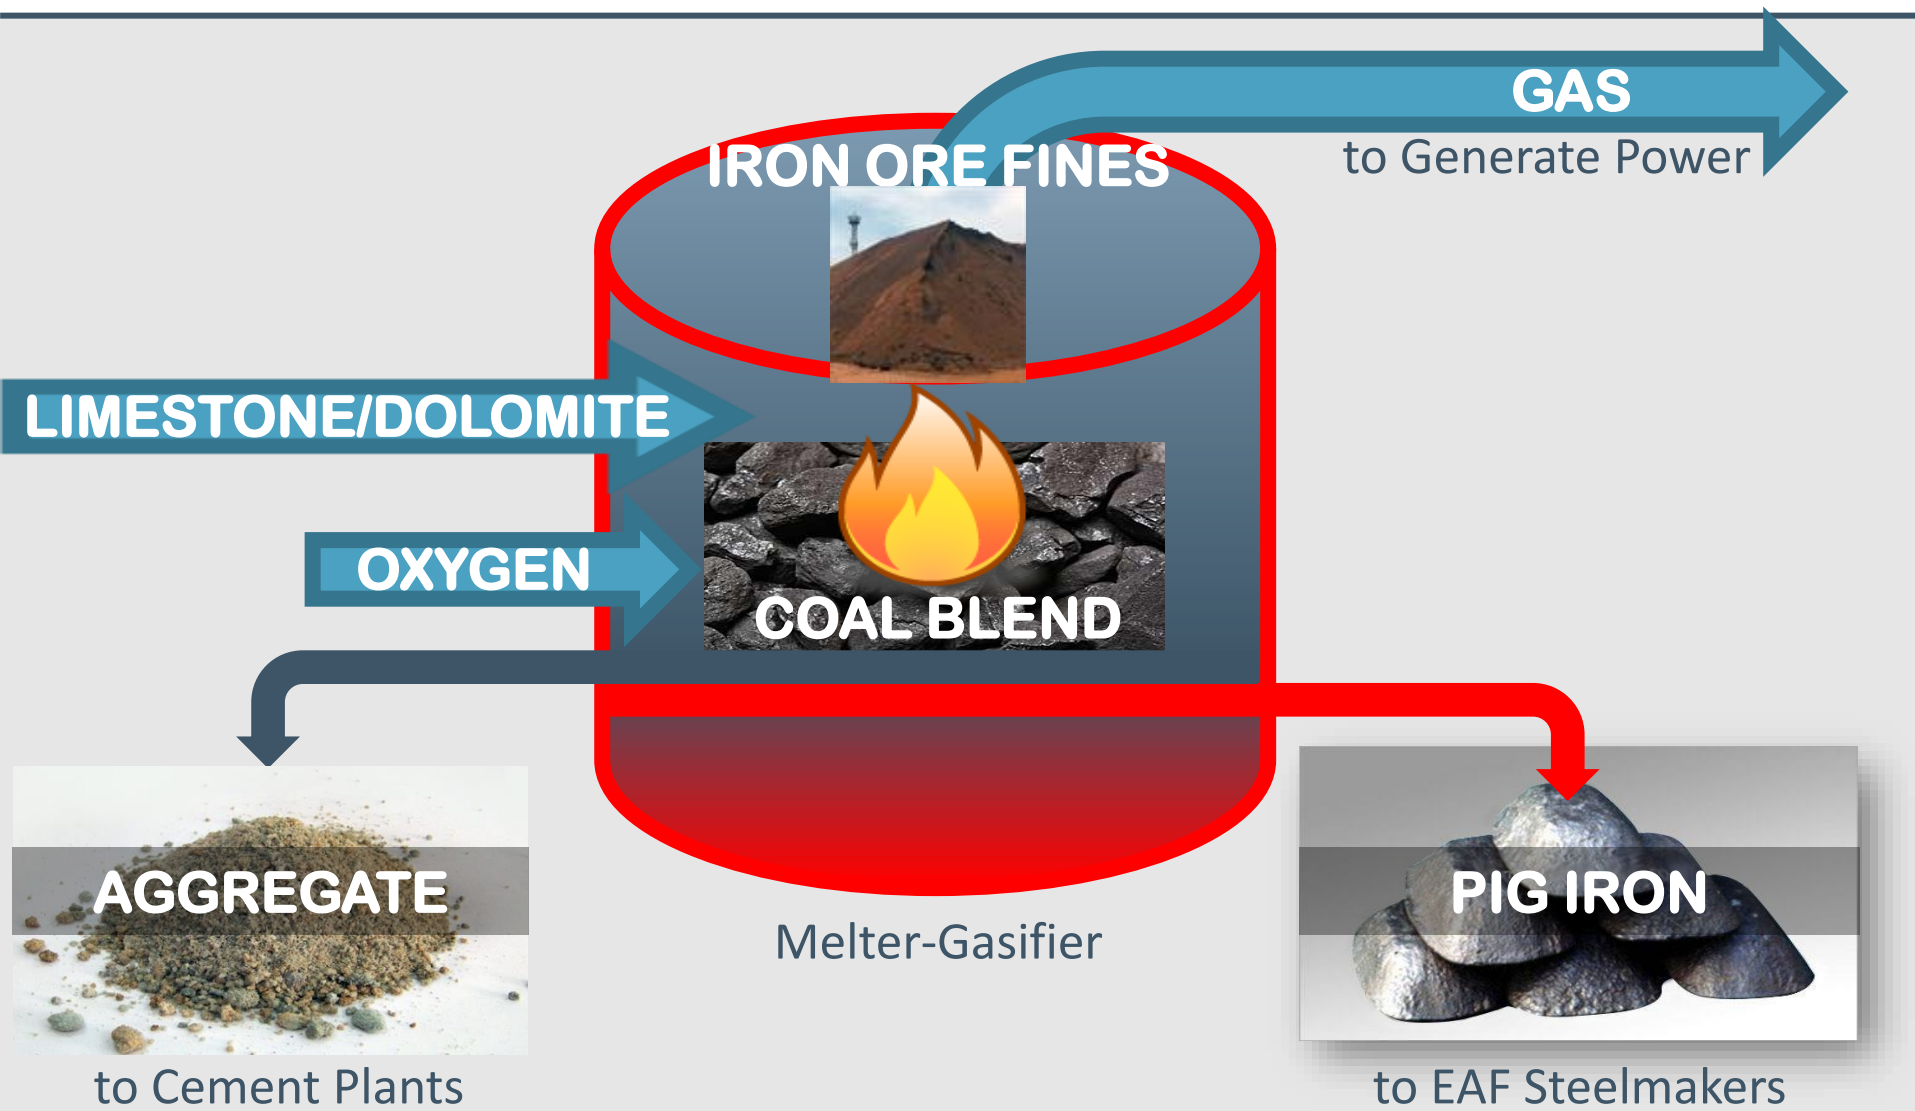 GAS
to Generate Power
IRON ORE FINES
LIMESTONE/DOLOMITE
OXYGEN
COAL BLEND
AGGREGATE
to Cement Plants
Melter-Gasifier
PIG IRON
to EAF Steelmakers